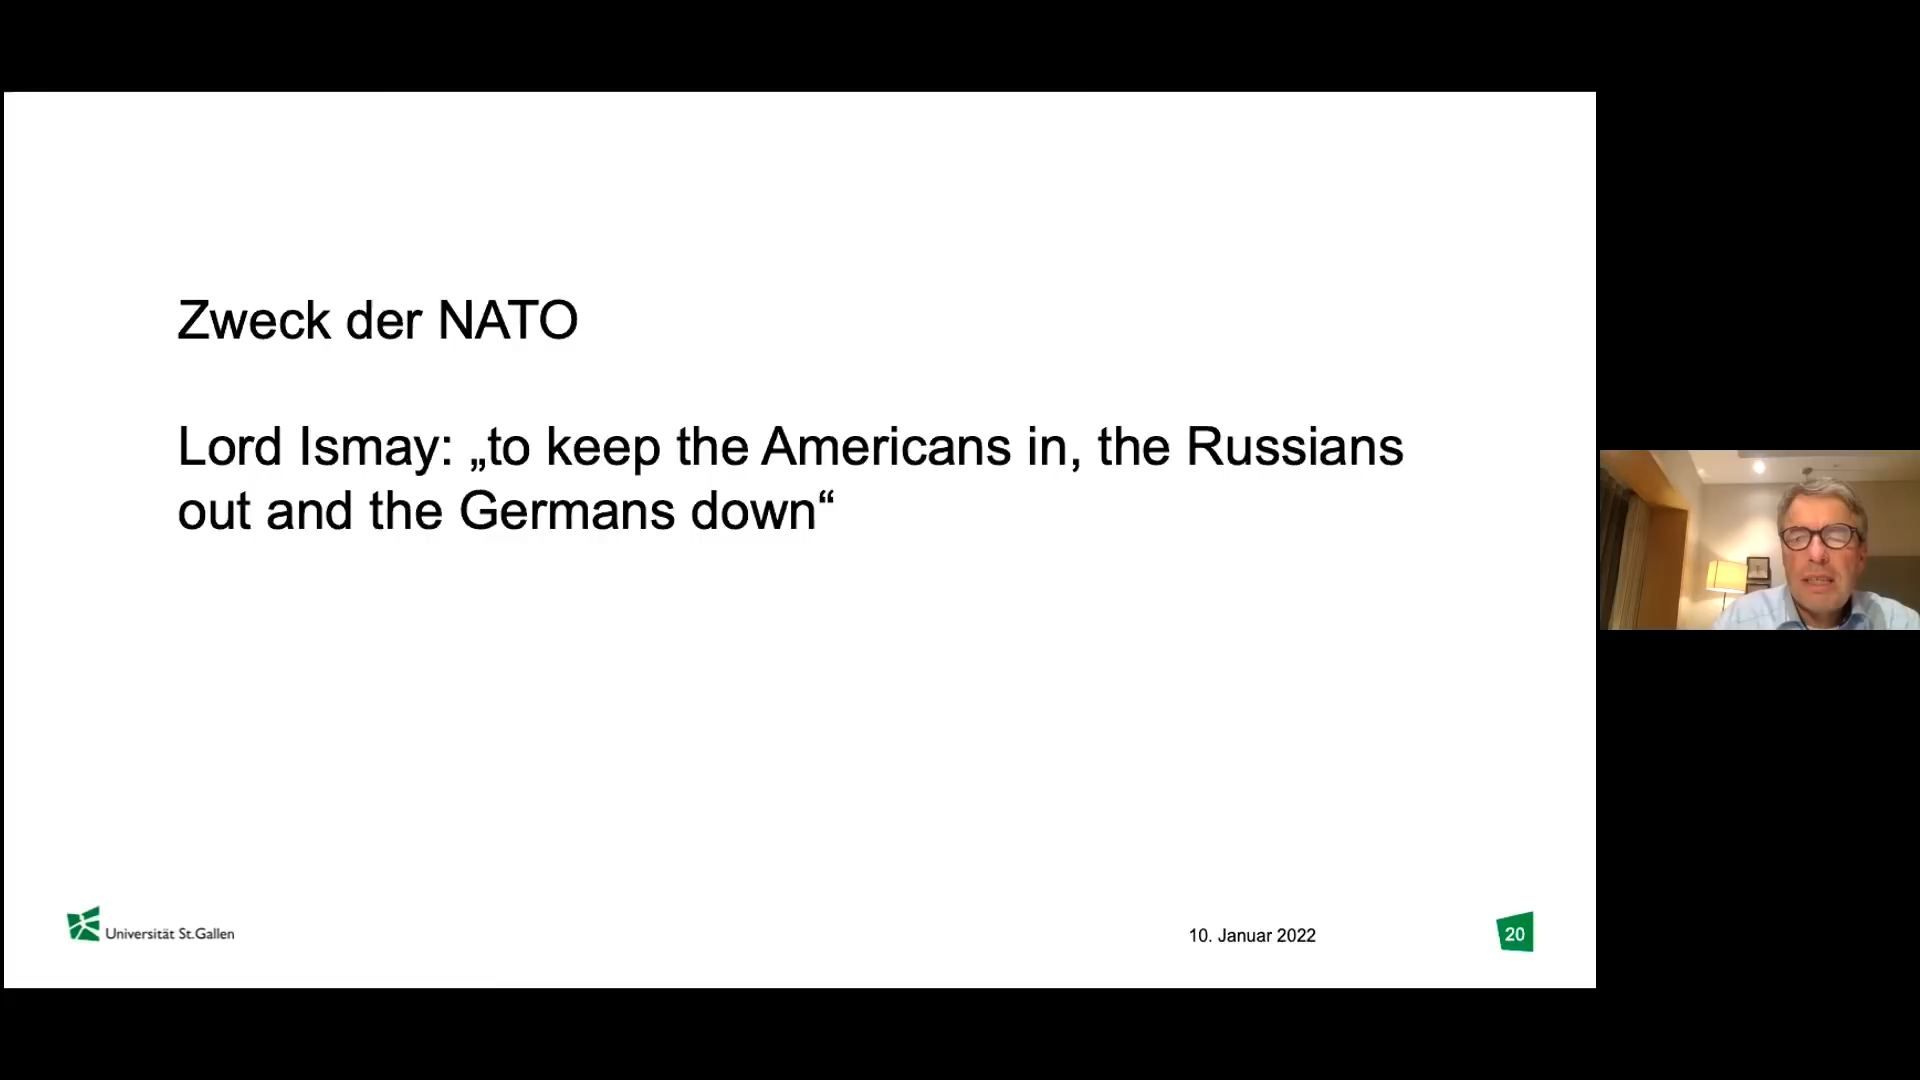 Zweck der NATO
Lord Ismay: „to keep the Americans in, the Russians
out and the Germans down“
Universität St.Gallen
10. Januar 2022
20